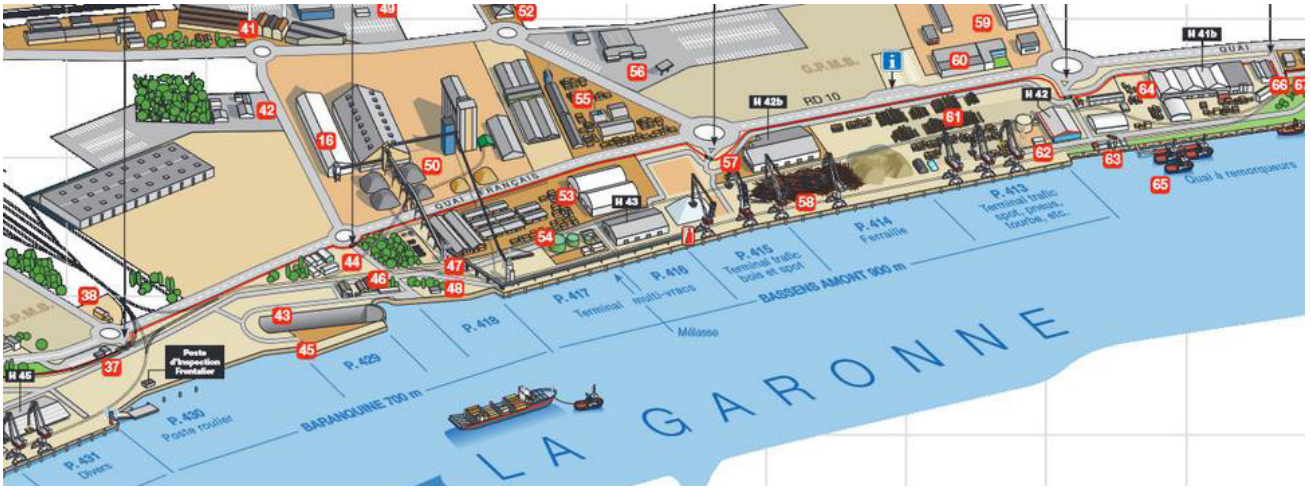 49
52
41
59
H 41b
QUAI
56
60
i
G.P.M.B.
55
42
RD 10
64
66
67
H 42b
61
H 42
16
57
62
63
50
65
Quai à remorqueurs
QUAI FRANÇAIS
53
58
H 43
P. 413
Terminal trafic
spot, pneus,
tourbe, etc.
P. 414
Ferraille
54
P. 415
Terminal trafic
bois et spot
44
47
46
48
P. 416
multi-vracs
P. 417
Terminal
BASSENS AMONT 900 m
38
G.P.M.B.
43
P. 418
Mélasse
45
37
Poste
d'Inspection
Frontalier
P. 429
H 45
BARANQUINE 700 m
P. 430
Poste roulier
P. 431
Divers
LA GARONNE